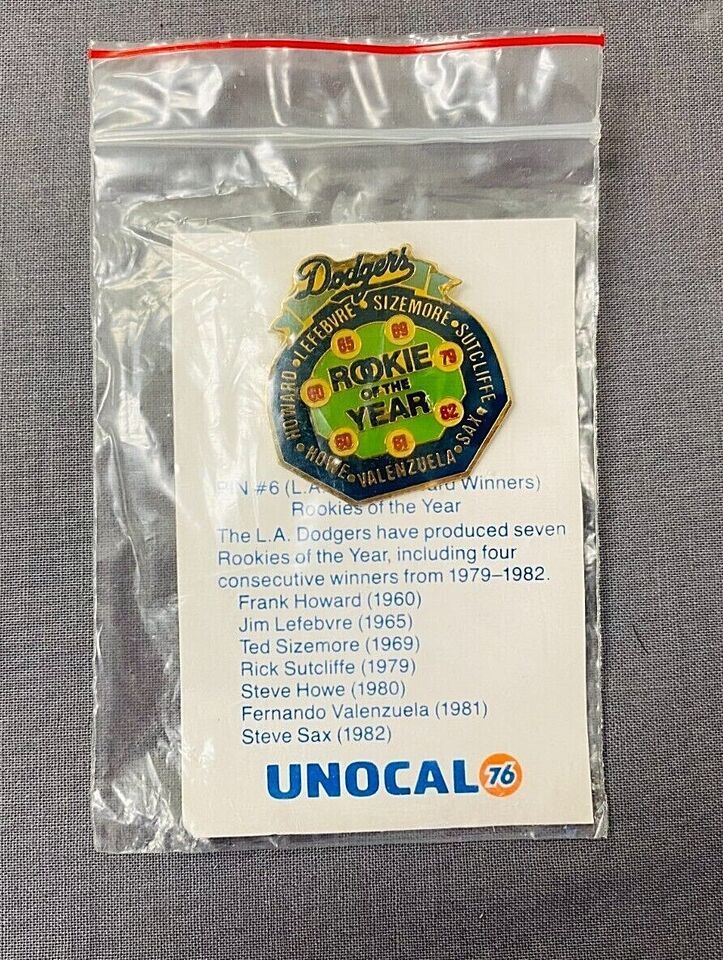 Dodgers
HOWARD • LEFEBVRE • SIZEMORE • SUTCLIFFE
60 65 69 79
ROOKIE
OF THE
YEAR
80 81 82
• HOWE • VALENZUELA • SAX •
PIN #6 (L.A. Winners)
Rookies of the Year
The L.A. Dodgers have produced seven
Rookies of the Year, including four
consecutive winners from 1979–1982.
Frank Howard (1960)
Jim Lefebvre (1965)
Ted Sizemore (1969)
Rick Sutcliffe (1979)
Steve Howe (1980)
Fernando Valenzuela (1981)
Steve Sax (1982)
UNOCAL 76